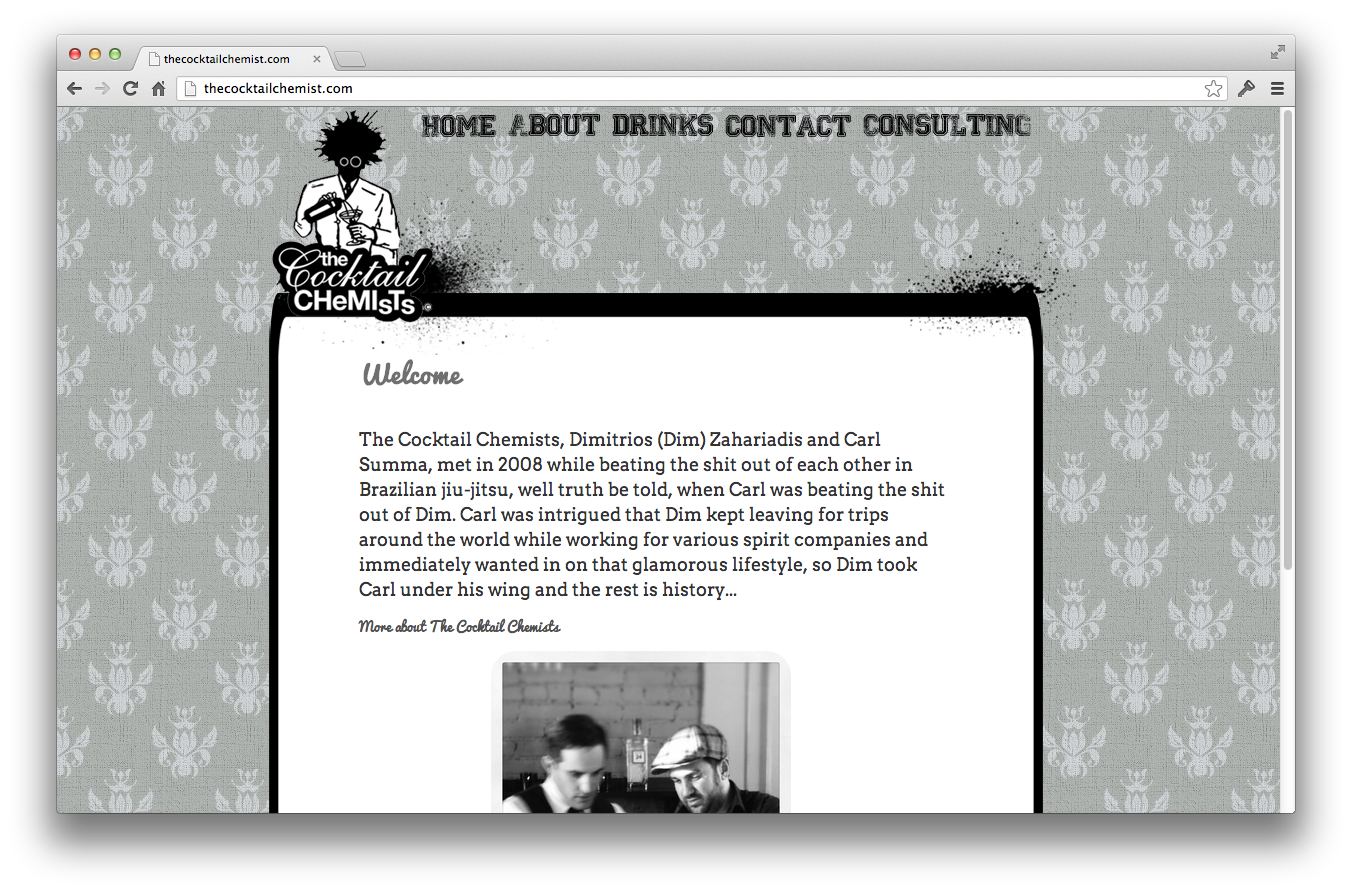 thecocktailchemist.com
thecocktailchemist.com
HOME ABOUT DRINKS CONTACT CONSULTING
the
Cocktail
CHeMIsTs
©
Welcome
The Cocktail Chemists, Dimitrios (Dim) Zahariadis and Carl
Summa, met in 2008 while beating the shit out of each other in
Brazilian jiu-jitsu, well truth be told, when Carl was beating the shit
out of Dim. Carl was intrigued that Dim kept leaving for trips
around the world while working for various spirit companies and
immediately wanted in on that glamorous lifestyle, so Dim took
Carl under his wing and the rest is history...
More about The Cocktail Chemists
24